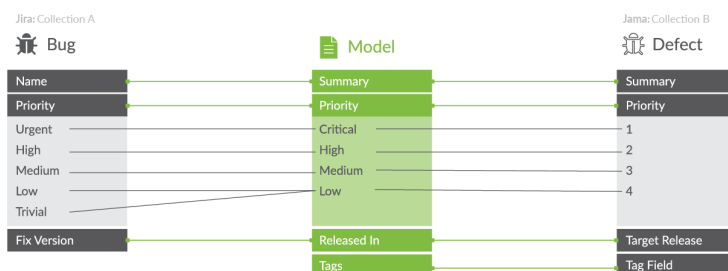 Jira: Collection A
Jama: Collection B
Bug
Model
Defect
Name
Summary
Summary
Priority
Priority
Priority
Urgent
Critical
1
High
High
2
Medium
Medium
3
Low
Low
4
Trivial
Fix Version
Released In
Target Release
Tags
Tag Field